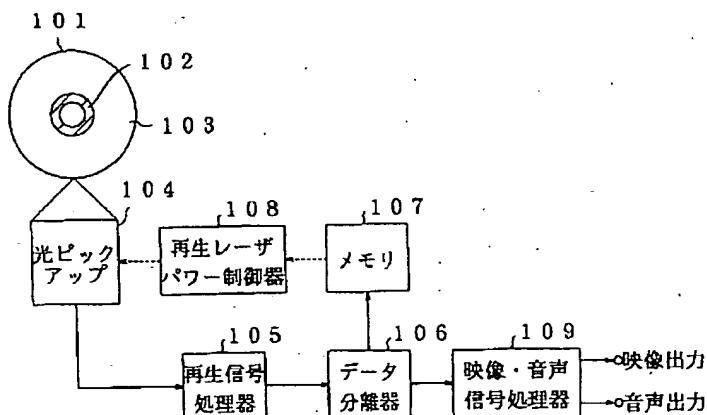 101
102
103
104
108
107
光ピック
アップ
再生レーザ
パワー制御器
メモリ
105
106
109
再生信号
処理器
データ
分離器
映像・音声
信号処理器
映像出力
音声出力